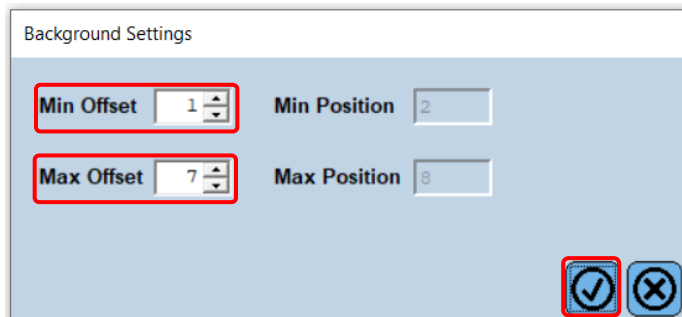 Background Settings
Min Offset 1 Min Position 2
Max Offset 7 Max Position 8